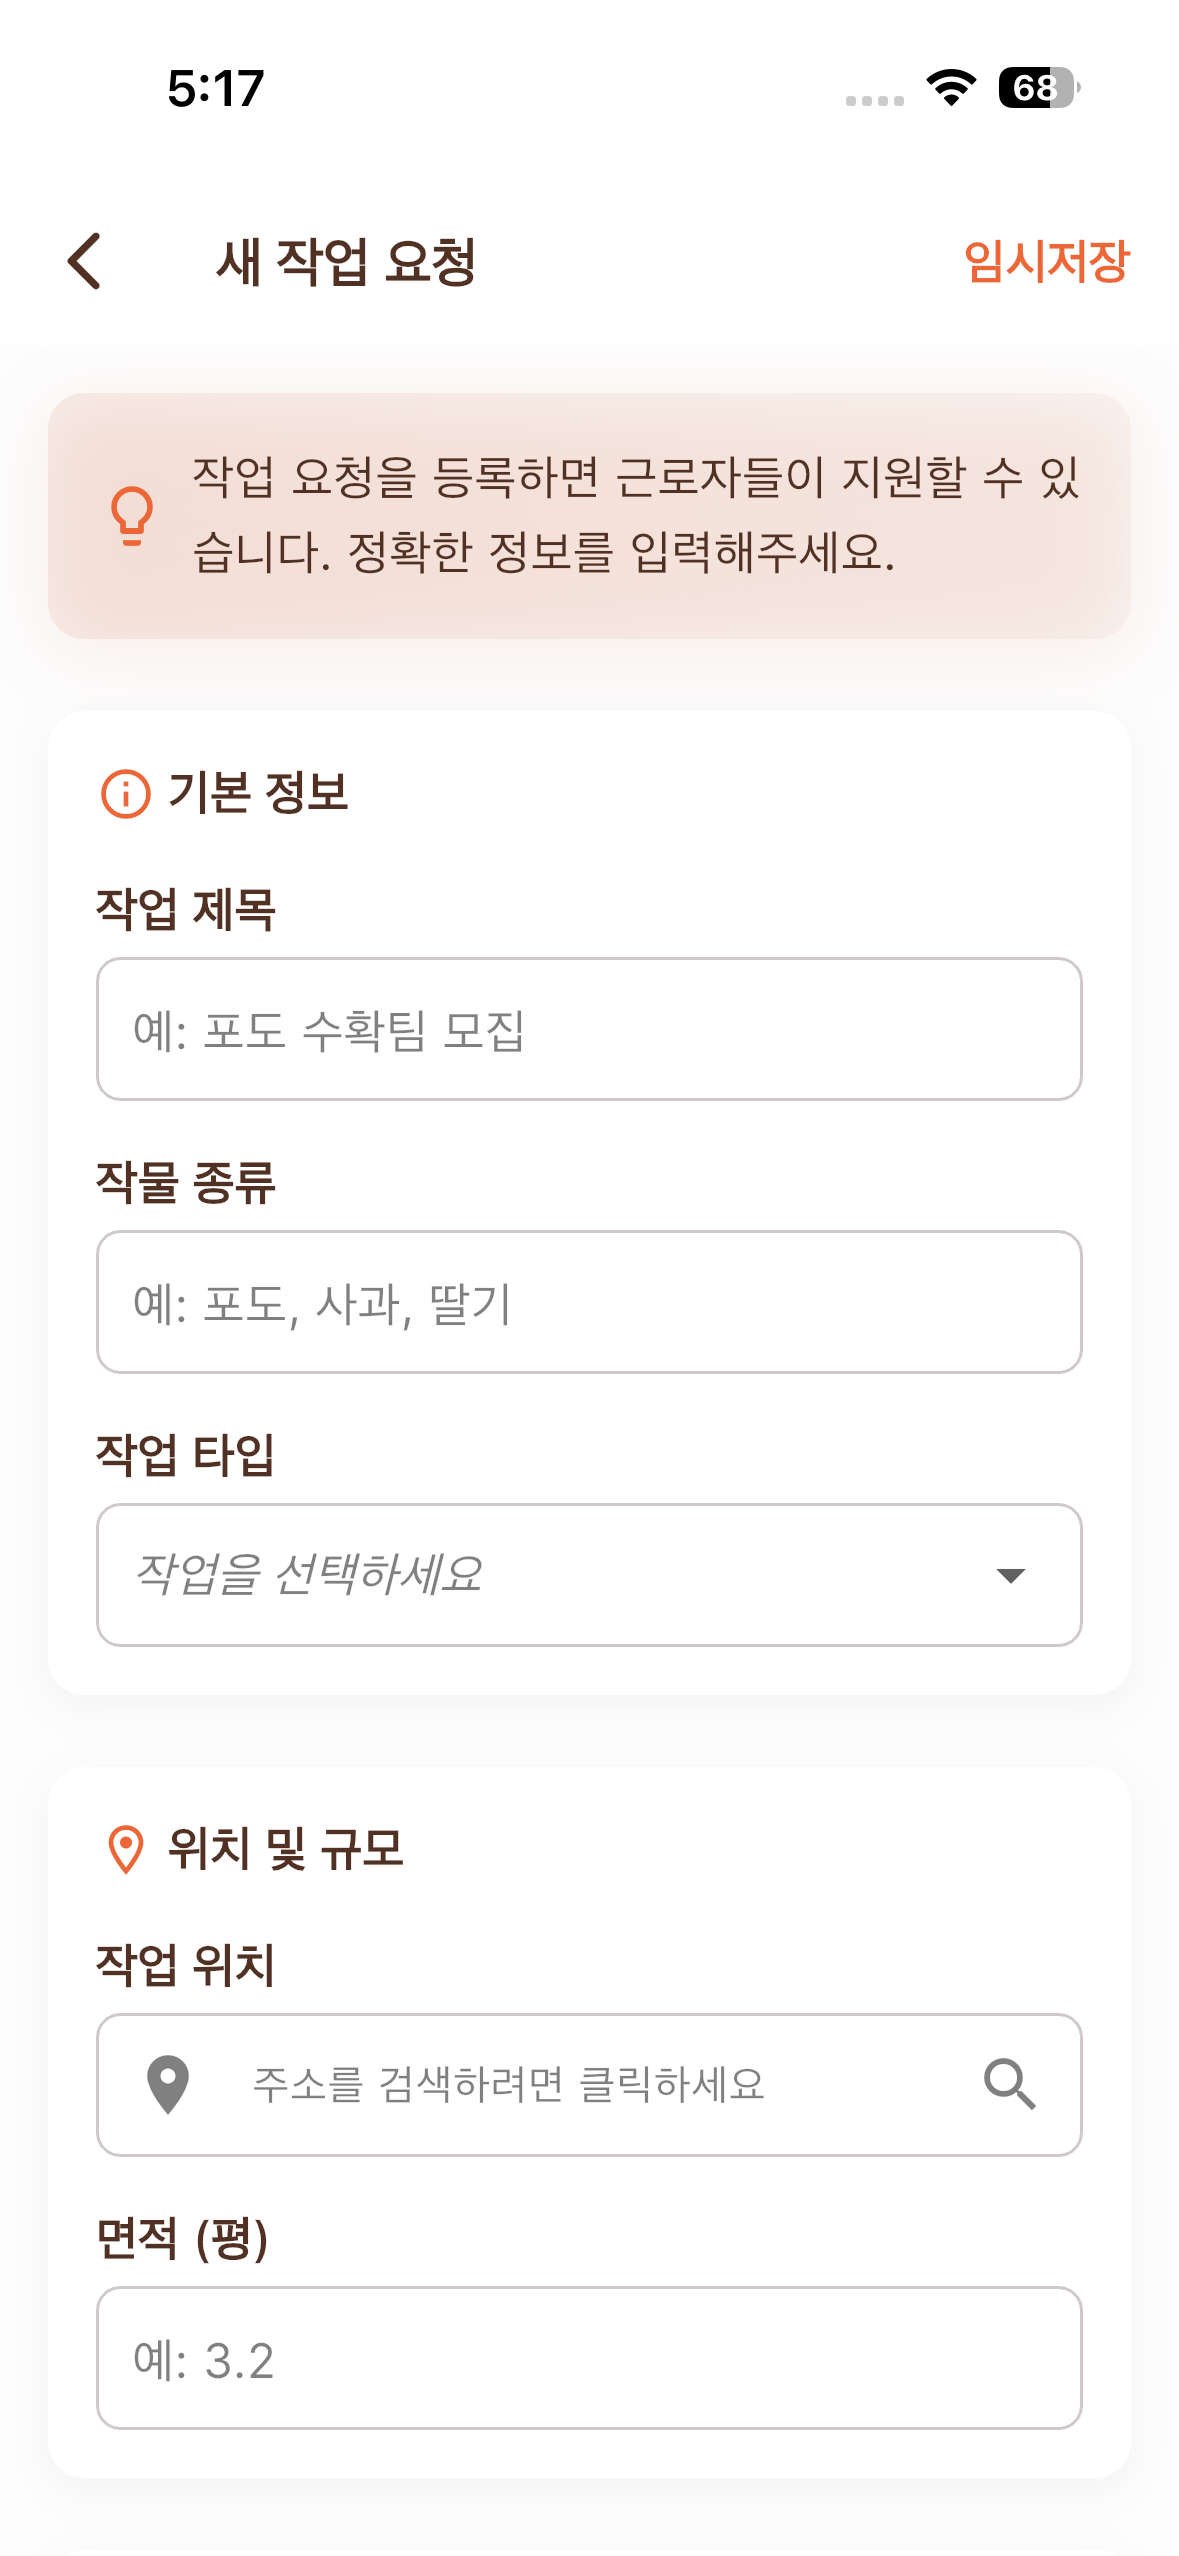 5:17
68
새 작업 요청
임시저장
작업 요청을 등록하면 근로자들이 지원할 수 있
습니다. 정확한 정보를 입력해주세요.
기본 정보
작업 제목
예: 포도 수확팀 모집
작물 종류
예: 포도, 사과, 딸기
작업 타입
작업을 선택하세요
위치 및 규모
작업 위치
주소를 검색하려면 클릭하세요
면적 (평)
예: 3.2